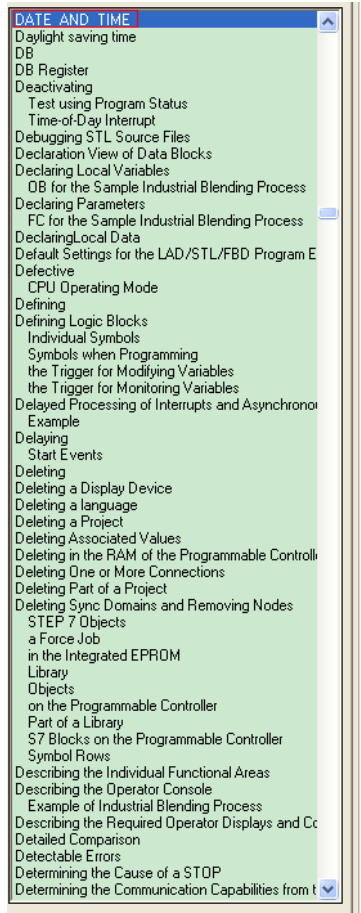 DATE_AND_TIME
Daylight saving time
DB
DB Register
Deactivating
Test using Program Status
Time-of-Day Interrupt
Debugging STL Source Files
Declaration View of Data Blocks
Declaring Local Variables
OB for the Sample Industrial Blending Process
Declaring Parameters
FC for the Sample Industrial Blending Process
DeclaringLocal Data
Default Settings for the LAD/STL/FBD Program E
Defective
CPU Operating Mode
Defining
Defining Logic Blocks
Individual Symbols
Symbols when Programming
the Trigger for Modifying Variables
the Trigger for Monitoring Variables
Delayed Processing of Interrupts and Asynchrono
Example
Delaying
Start Events
Deleting
Deleting a Display Device
Deleting a language
Deleting a Project
Deleting Associated Values
Deleting in the RAM of the Programmable Controll
Deleting One or More Connections
Deleting Part of a Project
Deleting Sync Domains and Removing Nodes
STEP 7 Objects
a Force Job
in the Integrated EPROM
Library
Objects
on the Programmable Controller
Part of a Library
S7 Blocks on the Programmable Controller
Symbol Rows
Describing the Individual Functional Areas
Describing the Operator Console
Example of Industrial Blending Process
Describing the Required Operator Displays and Co
Detailed Comparison
Detectable Errors
Determining the Cause of a STOP
Determining the Communication Capabilities from t